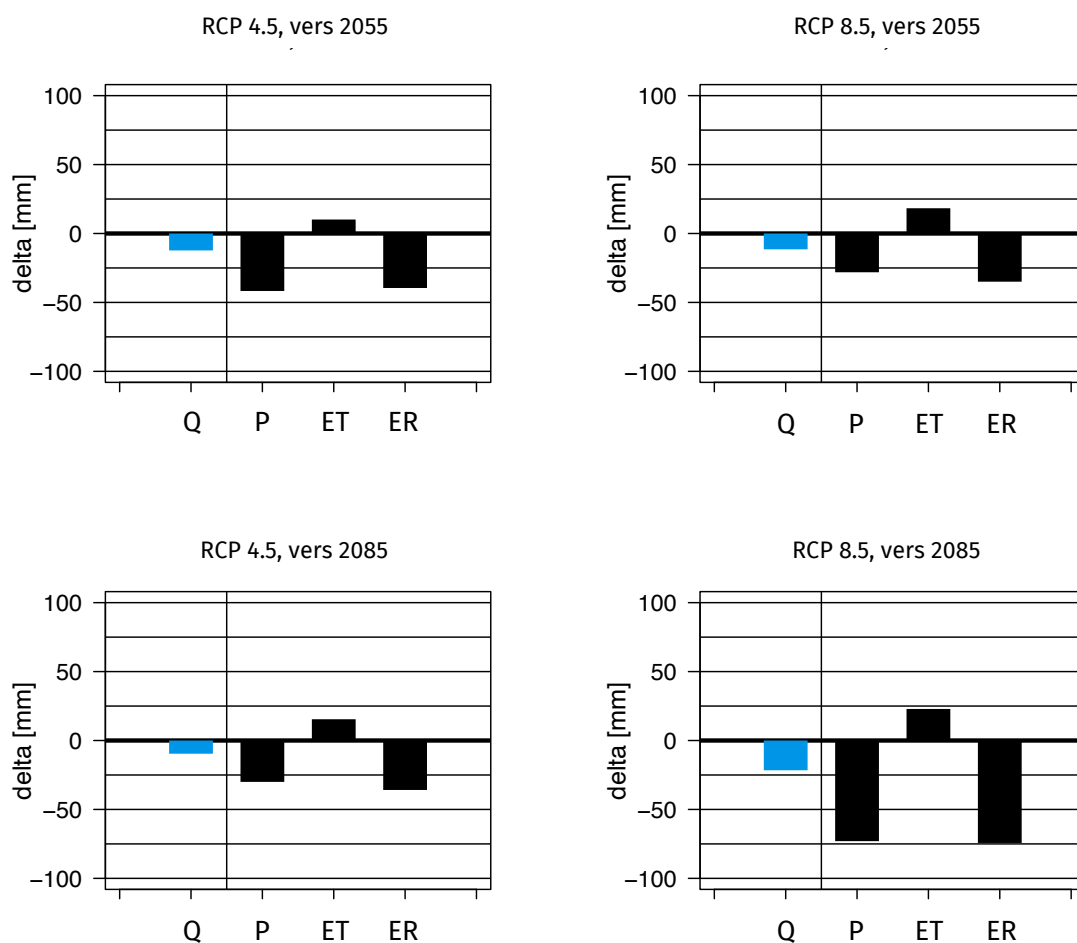 RCP 4.5, vers 2055
RCP 8.5, vers 2055
100
50
0
−50
−100
delta [mm]
Q P ET ER
100
50
0
−50
−100
delta [mm]
Q P ET ER
RCP 4.5, vers 2085
RCP 8.5, vers 2085
100
50
0
−50
−100
delta [mm]
Q P ET ER
100
50
0
−50
−100
delta [mm]
Q P ET ER